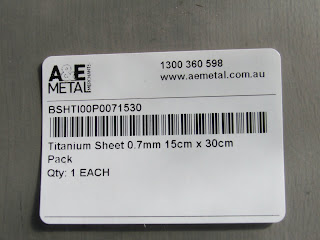 A&E
METAL
MERCHANTS
1300 360 598
www.aemetal.com.au
BSHTI00P0071530
Titanium Sheet 0.7mm 15cm x 30cm
Pack
Qty: 1 EACH